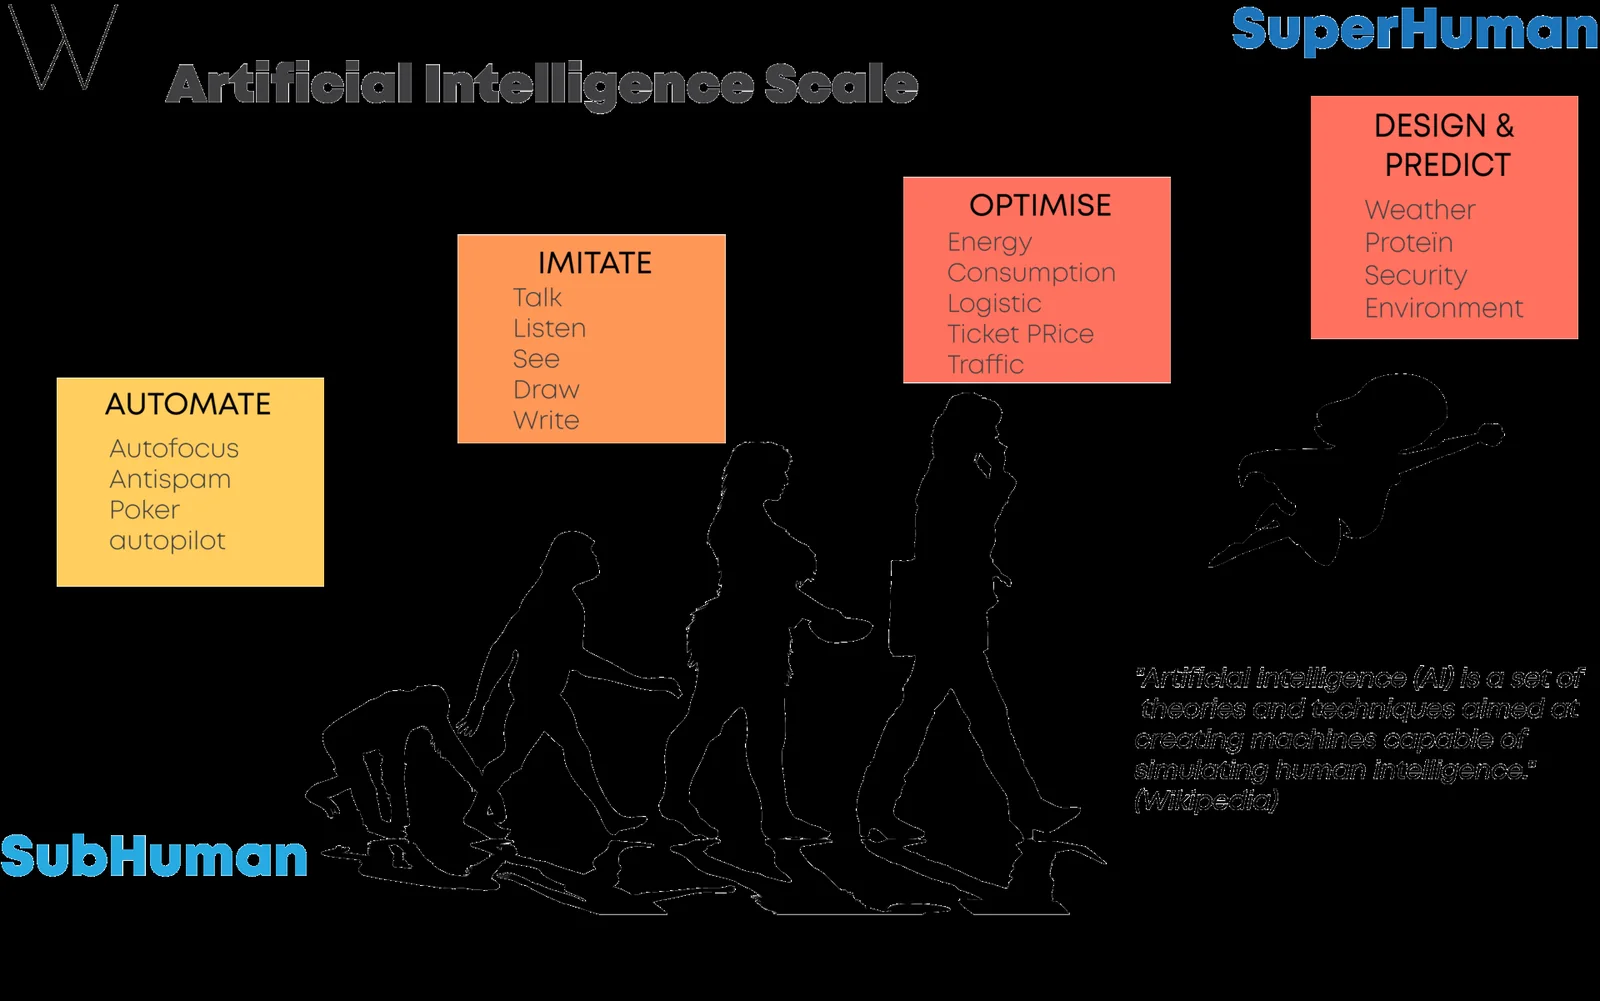 W
Artificial Intelligence Scale
SuperHuman
DESIGN &
PREDICT
Weather
Proteïn
Security
Environment
OPTIMISE
Energy
Consumption
Logistic
Ticket PRice
Traffic
IMITATE
Talk
Listen
See
Draw
Write
AUTOMATE
Autofocus
Antispam
Poker
autopilot
"Artificial intelligence (AI) is a set of
theories and techniques aimed at
creating machines capable of
simulating human intelligence."
(Wikipedia)
SubHuman